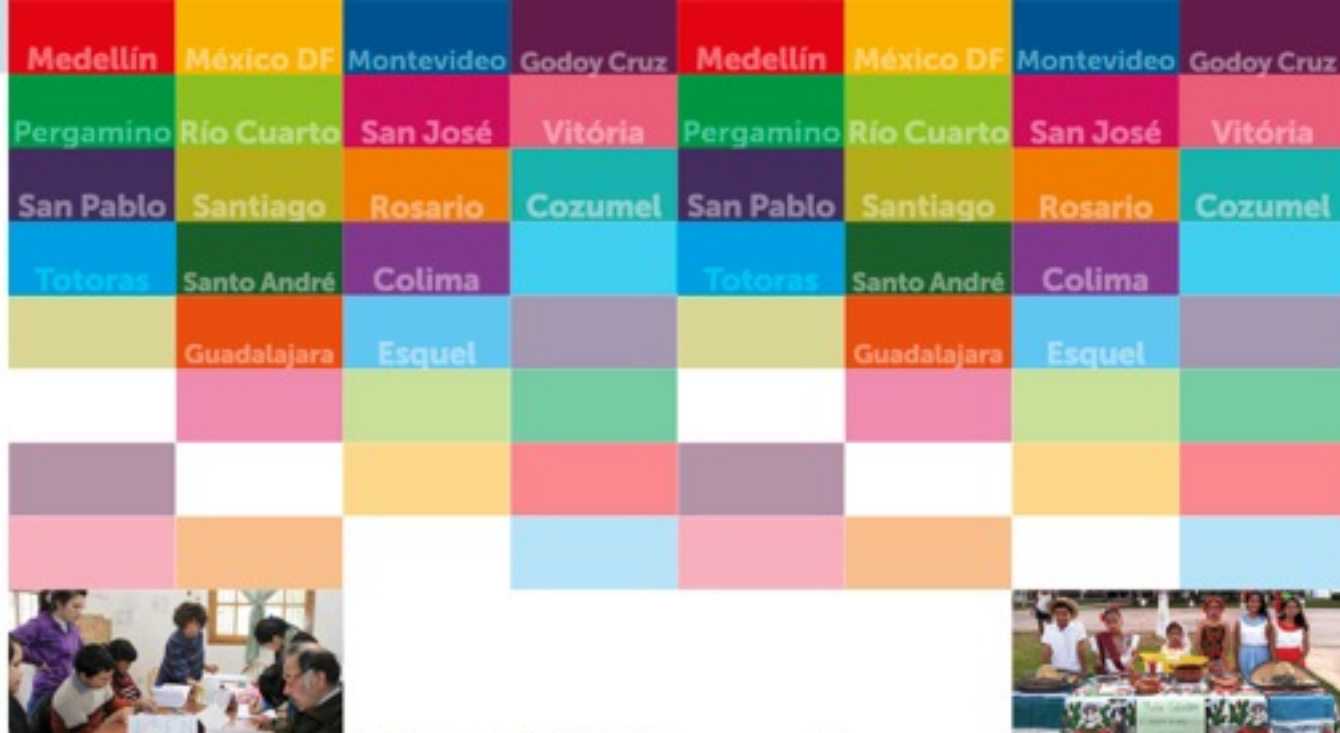 Medellín México DF Montevideo Godoy Cruz Medellín México DF Montevideo Godoy Cruz
Pergamino Río Cuarto San José Vitória Pergamino Río Cuarto San José Vitória
San Pablo Santiago Rosario Cozumel San Pablo Santiago Rosario Cozumel
Totoras Santo André Colima Totoras Santo André Colima
Guadalajara Esquel Guadalajara Esquel